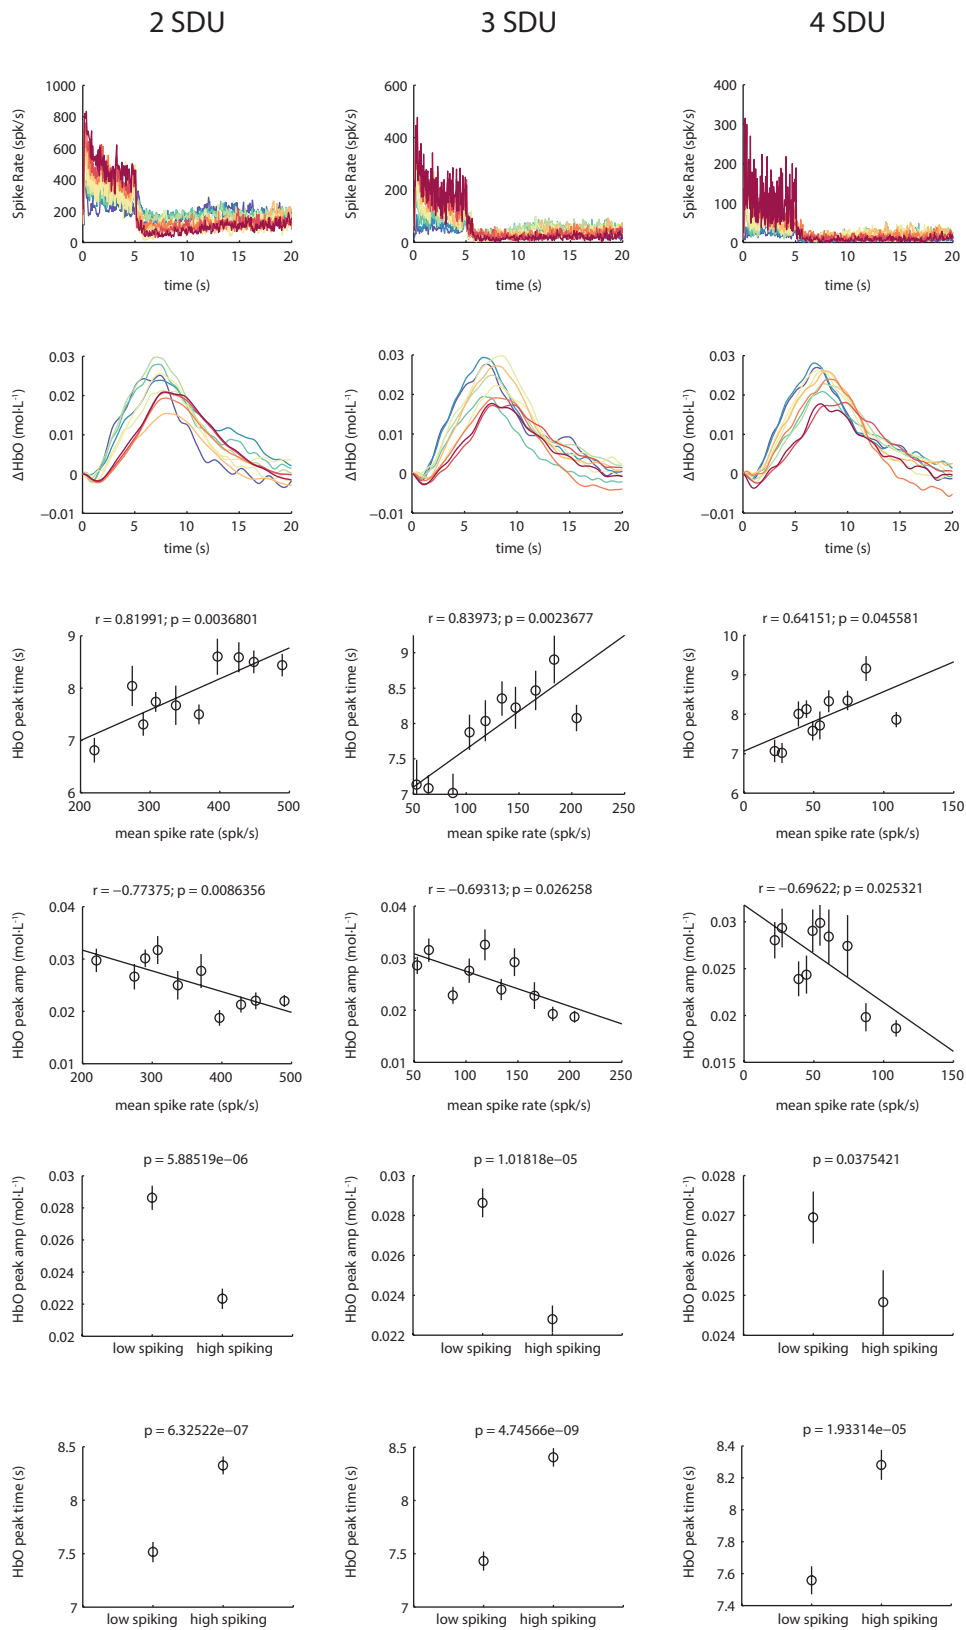 2 SDU 3 SDU 4 SDU
1000 800 600 400 200 0
Spike Rate (spk/s)
0 5 10 15 20
time (s)
600 400 200 0
Spike Rate (spk/s)
0 5 10 15 20
time (s)
400 300 200 100 0
Spike Rate (spk/s)
0 5 10 15 20
time (s)
0.03 0.02 0.01 0 −0.01
ΔHbO (mol·L⁻¹)
0 5 10 15 20
time (s)
0.03 0.02 0.01 0 −0.01
ΔHbO (mol·L⁻¹)
0 5 10 15 20
time (s)
0.03 0.02 0.01 0 −0.01
ΔHbO (mol·L⁻¹)
0 5 10 15 20
time (s)
r = 0.81991; p = 0.0036801
9 8 7 6
HbO peak time (s)
200 300 400 500
mean spike rate (spk/s)
r = 0.83973; p = 0.0023677
9 8.5 8 7.5 7
HbO peak time (s)
50 100 150 200 250
mean spike rate (spk/s)
r = 0.64151; p = 0.045581
10 9 8 7 6
HbO peak time (s)
0 50 100 150
mean spike rate (spk/s)
r = −0.77375; p = 0.0086356
0.04 0.03 0.02 0.01
HbO peak amp (mol·L⁻¹)
200 300 400 500
mean spike rate (spk/s)
r = −0.69313; p = 0.026258
0.04 0.03 0.02 0.01
HbO peak amp (mol·L⁻¹)
50 100 150 200 250
mean spike rate (spk/s)
r = −0.69622; p = 0.025321
0.03 0.025 0.02 0.015
HbO peak amp (mol·L⁻¹)
0 50 100 150
mean spike rate (spk/s)
p = 5.88519e−06
0.03 0.028 0.026 0.024 0.022 0.02
HbO peak amp (mol·L⁻¹)
low spiking high spiking
p = 1.01818e−05
0.03 0.028 0.026 0.024 0.022
HbO peak amp (mol·L⁻¹)
low spiking high spiking
p = 0.0375421
0.028 0.027 0.026 0.025 0.024
HbO peak amp (mol·L⁻¹)
low spiking high spiking
p = 6.32522e−07
8.5 8 7.5 7
HbO peak time (s)
low spiking high spiking
p = 4.74566e−09
8.5 8 7.5 7
HbO peak time (s)
low spiking high spiking
p = 1.93314e−05
8.4 8.2 8 7.8 7.6 7.4
HbO peak time (s)
low spiking high spiking